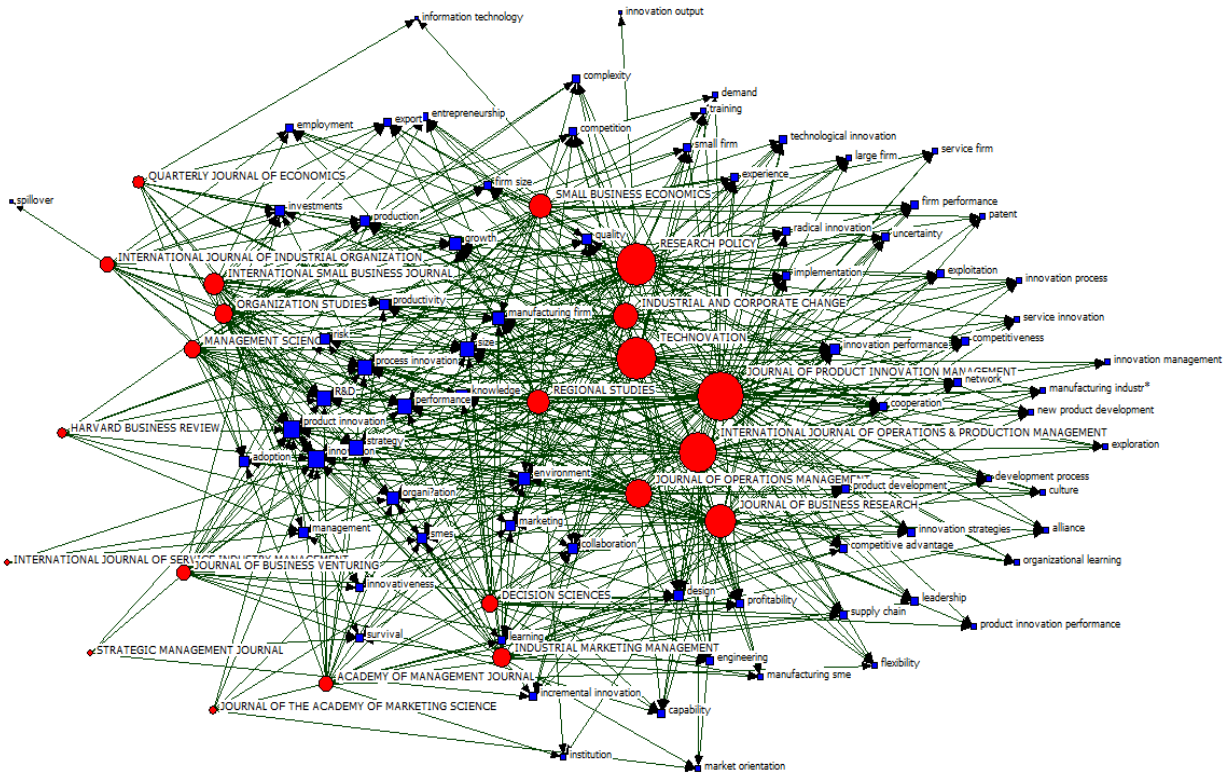 innovation output
information technology
complexity
demand
training
entrepreneurship
export
employment
competition
technological innovation
small firm
service firm
large firm
QUARTERLY JOURNAL OF ECONOMICS
experience
firm size
SMALL BUSINESS ECONOMICS
spillover
firm performance
investments
patent
production
radical innovation
uncertainty
quality
growth
RESEARCH POLICY
INTERNATIONAL JOURNAL OF INDUSTRIAL ORGANIZATION
INTERNATIONAL SMALL BUSINESS JOURNAL
implementation
exploitation
innovation process
ORGANIZATION STUDIES
productivity
INDUSTRIAL AND CORPORATE CHANGE
manufacturing firm
service innovation
risk
TECHNOVATION
competitiveness
MANAGEMENT SCIENC
size
innovation performance
process innovation
innovation management
JOURNAL OF PRODUCT INNOVATION MANAGEMENT
network
R&D
knowledge
REGIONAL STUDIES
manufacturing industr*
performance
cooperation
new product development
product innovation
HARVARD BUSINESS REVIEW
INTERNATIONAL JOURNAL OF OPERATIONS & PRODUCTION MANAGEMENT
strategy
exploration
adoption
environment
JOURNAL OF OPERATIONS MANAGEMENT
development process
product development
culture
organi?ation
JOURNAL OF BUSINESS RESEARCH
marketing
management
smes
innovation strategies
alliance
collaboration
competitive advantage
INTERNATIONAL JOURNAL OF SERVICE INDUSTRY MANAGEMENT
JOURNAL OF BUSINESS VENTURING
organizational learning
innovativeness
design
DECISION SCIENCES
profitability
leadership
supply chain
product innovation performance
survival
learning
INDUSTRIAL MARKETING MANAGEMENT
STRATEGIC MANAGEMENT JOURNAL
engineering
flexibility
manufacturing sme
ACADEMY OF MANAGEMENT JOURNAL
incremental innovation
JOURNAL OF THE ACADEMY OF MARKETING SCIENCE
capability
institution
market orientation